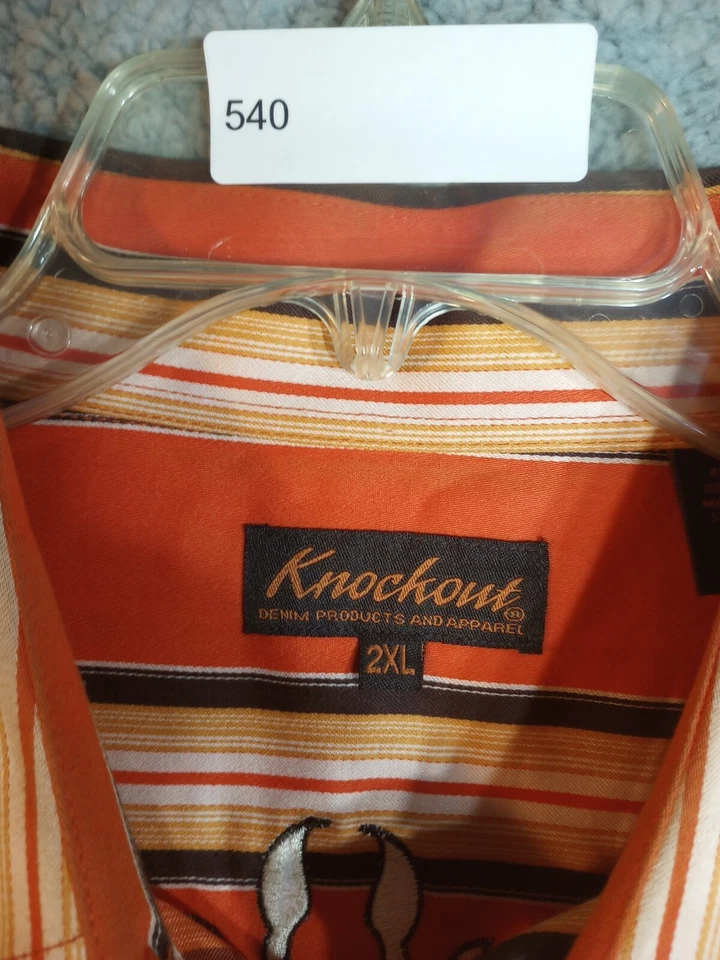 540
Knockout®
DENIM PRODUCTS AND APPAREL
2XL